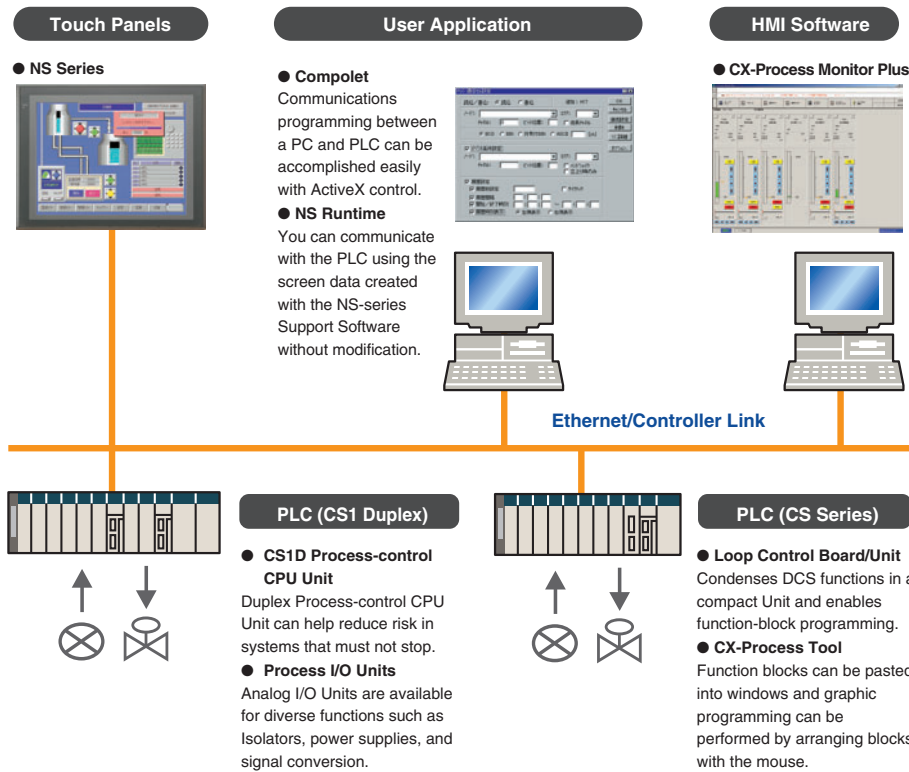 Touch Panels
User Application
HMI Software
● NS Series
● Compolet
Communications
programming between
a PC and PLC can be
accomplished easily
with ActiveX control.
● NS Runtime
You can communicate
with the PLC using the
screen data created
with the NS-series
Support Software
without modification.
● CX-Process Monitor Plus
Ethernet/Controller Link
PLC (CS1 Duplex)
● CS1D Process-control
CPU Unit
Duplex Process-control CPU
Unit can help reduce risk in
systems that must not stop.
● Process I/O Units
Analog I/O Units are available
for diverse functions such as
Isolators, power supplies, and
signal conversion.
PLC (CS Series)
● Loop Control Board/Unit
Condenses DCS functions in a
compact Unit and enables
function-block programming.
● CX-Process Tool
Function blocks can be pasted
into windows and graphic
programming can be
performed by arranging blocks
with the mouse.